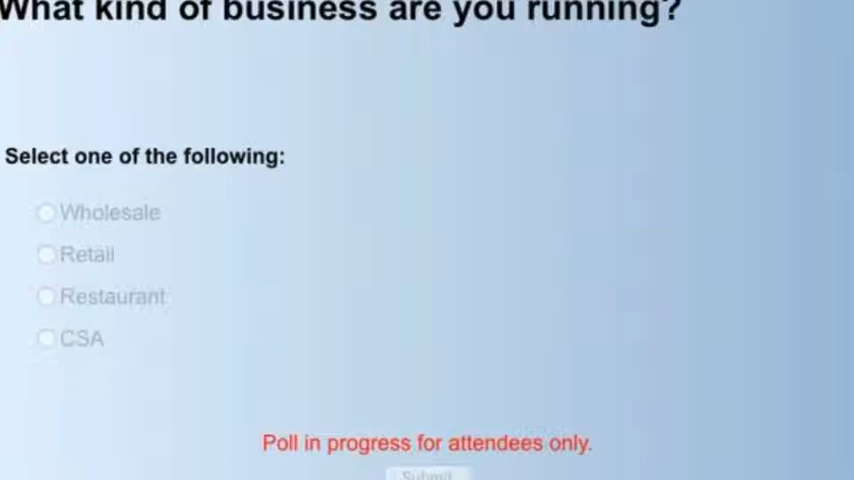 What kind of business are you running?
Select one of the following:
Wholesale
Retail
Restaurant
CSA
Poll in progress for attendees only.
Submit